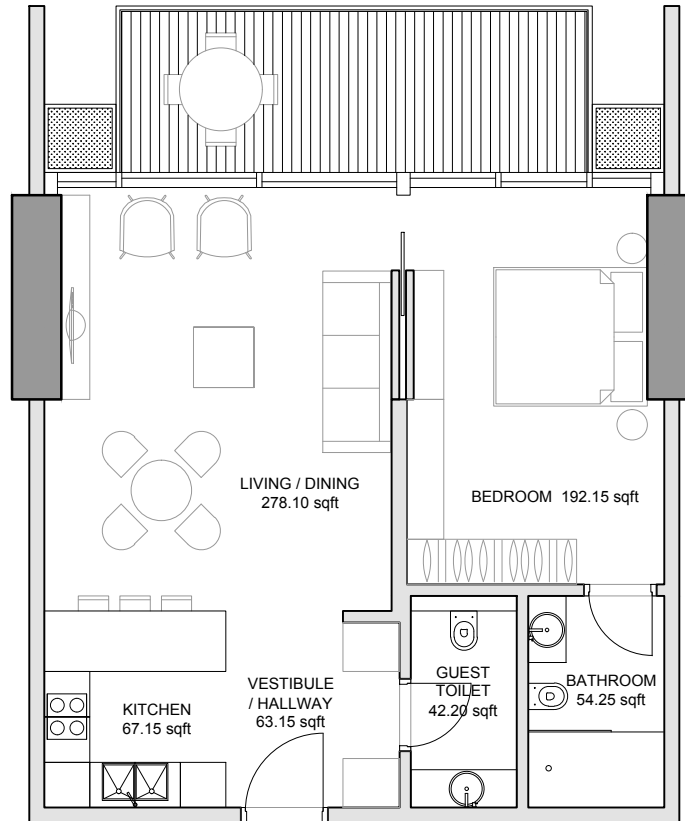 LIVING / DINING
278.10 sqft
BEDROOM 192.15 sqft
VESTIBULE
/ HALLWAY
63.15 sqft
KITCHEN
67.15 sqft
GUEST
TOILET
42.20 sqft
BATHROOM
54.25 sqft